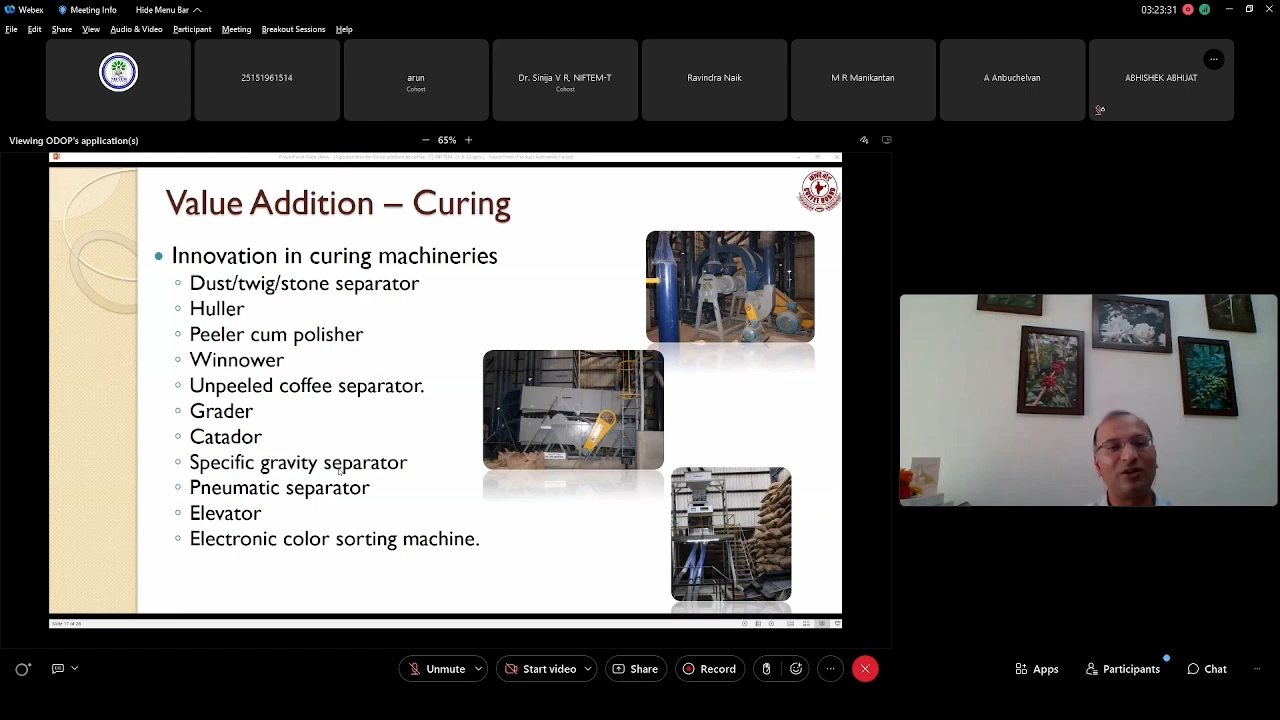 Webex
Meeting Info
Hide Menu Bar
03:23:31
File Edit Share View Audio & Video Participant Meeting Breakout Sessions Help
25151961514
arun
Cohost
Dr. Sinija V R, NIFTEM-T
Cohost
Ravindra Naik
M R Manikantan
A Anbuchelvan
ABHISHEK ABHIJAT
Viewing ODOP's application(s)
− 65% +
Value Addition – Curing
Innovation in curing machineries
Dust/twig/stone separator
Huller
Peeler cum polisher
Winnower
Unpeeled coffee separator.
Grader
Catador
Specific gravity separator
Pneumatic separator
Elevator
Electronic color sorting machine.
Slide 17 of 26
Unmute
Start video
Share
Record
Apps
Participants
Chat